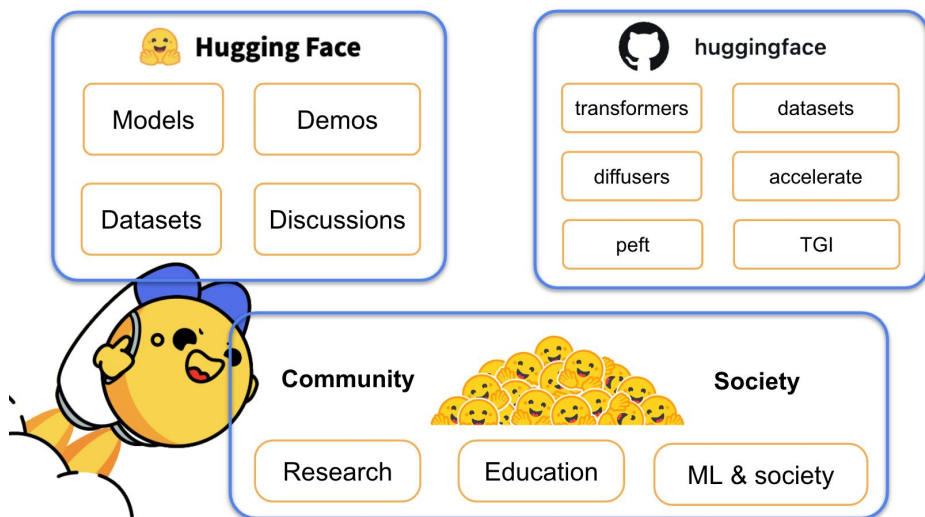 Hugging Face
Models
Demos
Datasets
Discussions
huggingface
transformers
datasets
diffusers
accelerate
peft
TGI
Community
Society
Research
Education
ML & society